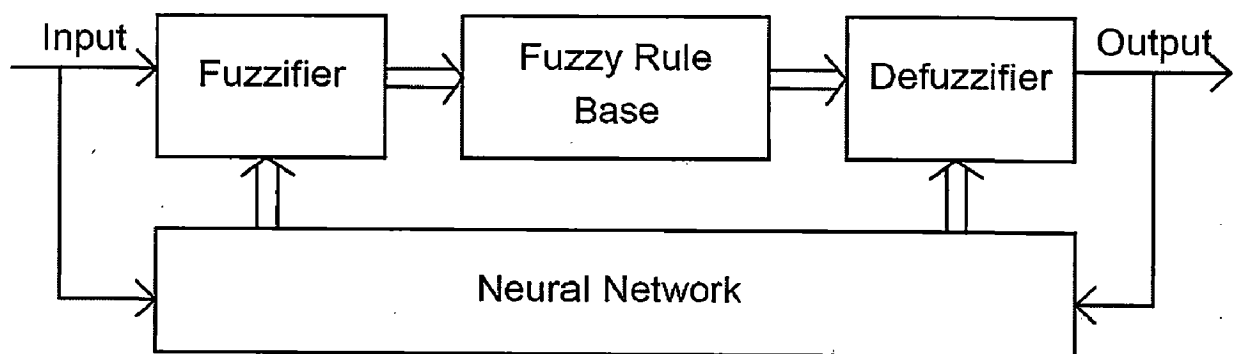 Input
Fuzzifier
Fuzzy Rule
Base
Defuzzifier
Output
Neural Network